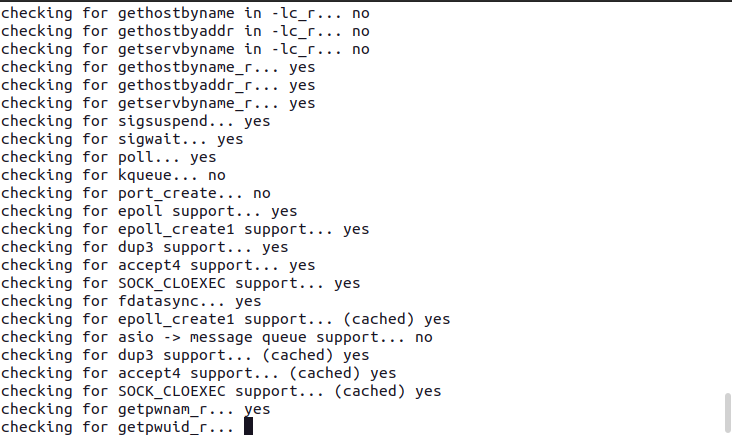 checking for gethostbyname in -lc_r... no
checking for gethostbyaddr in -lc_r... no
checking for getservbyname in -lc_r... no
checking for gethostbyname_r... yes
checking for gethostbyaddr_r... yes
checking for getservbyname_r... yes
checking for sigsuspend... yes
checking for sigwait... yes
checking for poll... yes
checking for kqueue... no
checking for port_create... no
checking for epoll support... yes
checking for epoll_create1 support... yes
checking for dup3 support... yes
checking for accept4 support... yes
checking for SOCK_CLOEXEC support... yes
checking for fdatasync... yes
checking for epoll_create1 support... (cached) yes
checking for asio -> message queue support... no
checking for dup3 support... (cached) yes
checking for accept4 support... (cached) yes
checking for SOCK_CLOEXEC support... (cached) yes
checking for getpwnam_r... yes
checking for getpwuid_r...